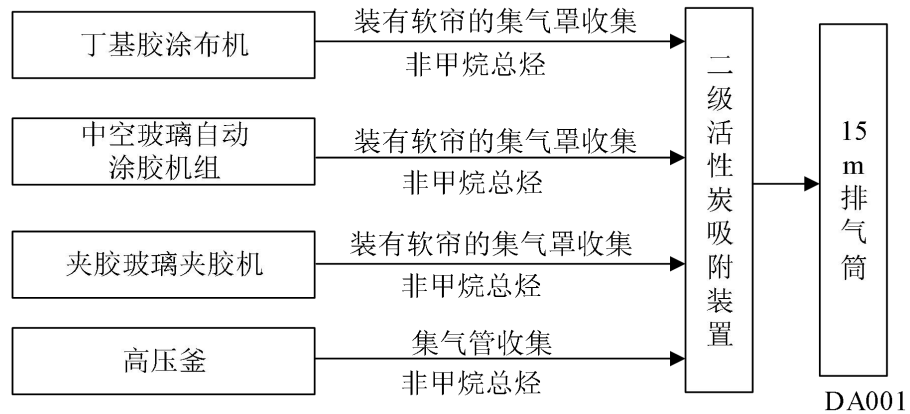 丁基胶涂布机
装有软帘的集气罩收集
非甲烷总烃
中空玻璃自动
涂胶机组
装有软帘的集气罩收集
非甲烷总烃
夹胶玻璃夹胶机
装有软帘的集气罩收集
非甲烷总烃
高压釜
集气管收集
非甲烷总烃
二级活性炭吸附装置
15m排气筒
DA001